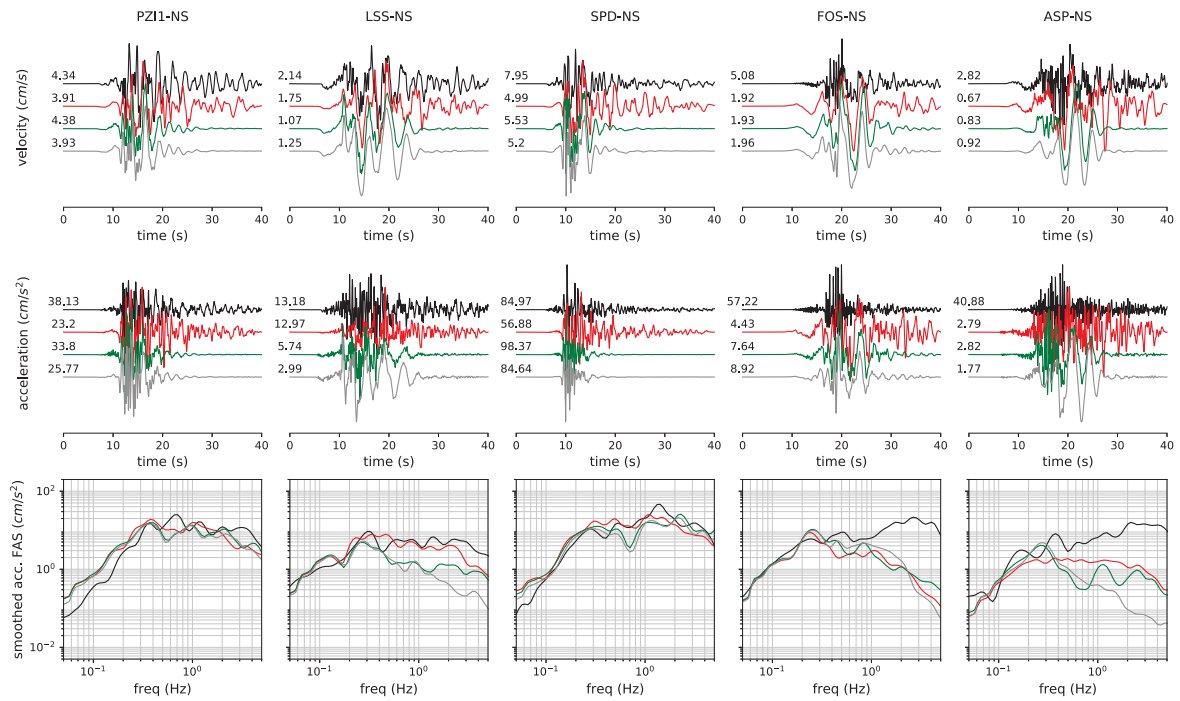 PZI1-NS LSS-NS SPD-NS FOS-NS ASP-NS
velocity (cm/s)
4.34 2.14 7.95 5.08 2.82
3.91 1.75 4.99 1.92 0.67
4.38 1.07 5.53 1.93 0.83
3.93 1.25 5.2 1.96 0.92
0 10 20 30 40 0 10 20 30 40 0 10 20 30 40 0 10 20 30 40 0 10 20 30 40
time (s) time (s) time (s) time (s) time (s)
acceleration (cm/s²)
38.13 13.18 84.97 57.22 40.88
23.2 12.97 56.88 4.43 2.79
33.8 5.74 98.37 7.64 2.82
25.77 2.99 84.64 8.92 1.77
0 10 20 30 40 0 10 20 30 40 0 10 20 30 40 0 10 20 30 40 0 10 20 30 40
time (s) time (s) time (s) time (s) time (s)
smoothed acc. FAS (cm/s²)
10²
10⁰
10⁻²
10⁻¹ 10⁰ 10⁻¹ 10⁰ 10⁻¹ 10⁰ 10⁻¹ 10⁰ 10⁻¹ 10⁰
freq (Hz) freq (Hz) freq (Hz) freq (Hz) freq (Hz)